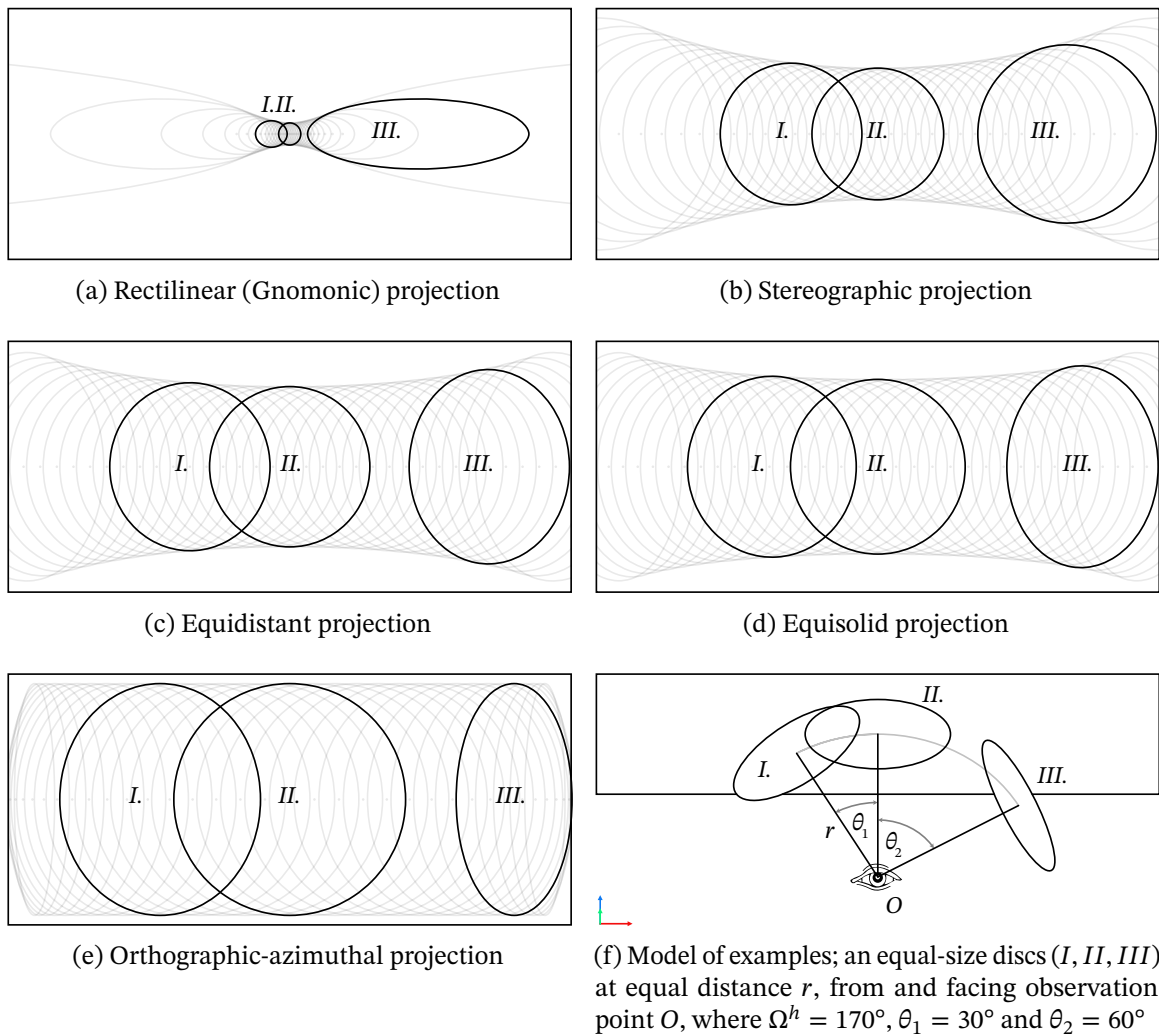 I. II.
III.
I.
II.
III.
(a) Rectilinear (Gnomonic) projection
(b) Stereographic projection
I.
II.
III.
I.
II.
III.
(c) Equidistant projection
(d) Equisolid projection
I.
II.
III.
II.
I.
III.
θ1
r
θ2
O
(e) Orthographic-azimuthal projection
(f) Model of examples; an equal-size discs (I, II, III)
at equal distance r, from and facing observation
point O, where Ωʰ = 170°, θ1 = 30° and θ2 = 60°